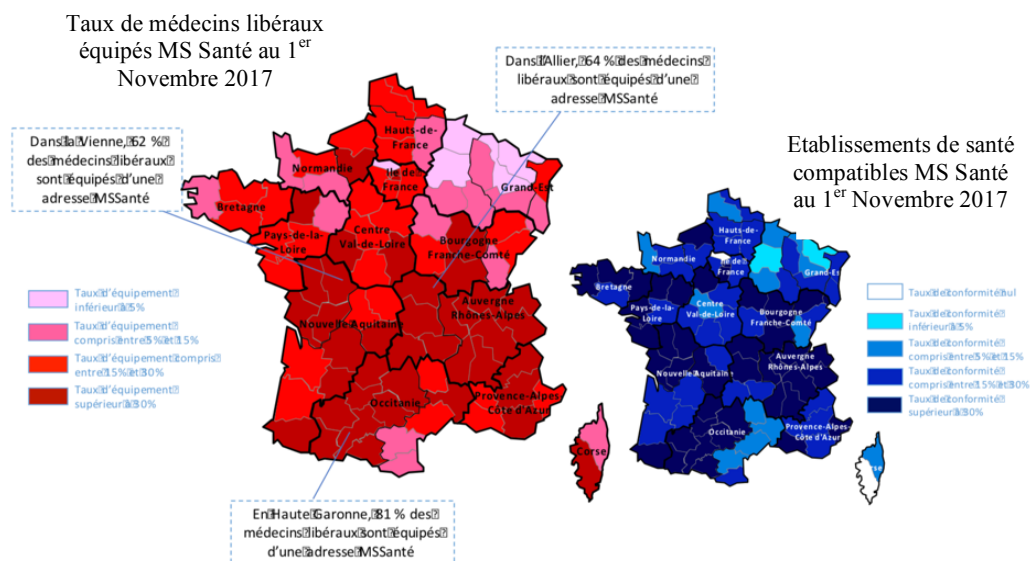 Taux de médecins libéraux
équipés MS Santé au 1er
Novembre 2017
Dans l'Allier, 64 % des médecins
libéraux sont équipés d'une
adresse MSSanté
Dans la Vienne, 62 %
des médecins libéraux
sont équipés d'une
adresse MSSanté
Hauts-de-
France
Normandie
Ile de
France
Grand-Est
Bretagne
Pays-de-la-
Loire
Centre
Val-de-Loire
Bourgogne
Franche-Comté
Nouvelle Aquitaine
Auvergne
Rhônes-Alpes
Occitanie
Provence-Alpes-
Côte d'Azur
Corse
Taux d'équipement
inférieur à 5%
Taux d'équipement
compris entre 5% et 15%
Taux d'équipement compris
entre 15% et 30%
Taux d'équipement
supérieur à 30%
En Haute Garonne, 81 % des
médecins libéraux sont équipés
d'une adresse MSSanté
Etablissements de santé
compatibles MS Santé
au 1er Novembre 2017
Hauts-de-
France
Normandie
Ile de
France
Grand-Est
Bretagne
Pays-de-la-
Loire
Centre
Val-de-Loire
Bourgogne
Franche-Comté
Nouvelle Aquitaine
Auvergne
Rhônes-Alpes
Occitanie
Provence-Alpes-
Côte d'Azur
Taux de conformité nul
Taux de conformité
inférieur à 5%
Taux de conformité
compris entre 5% et 15%
Taux de conformité
compris entre 15% et 30%
Taux de conformité
supérieur à 30%